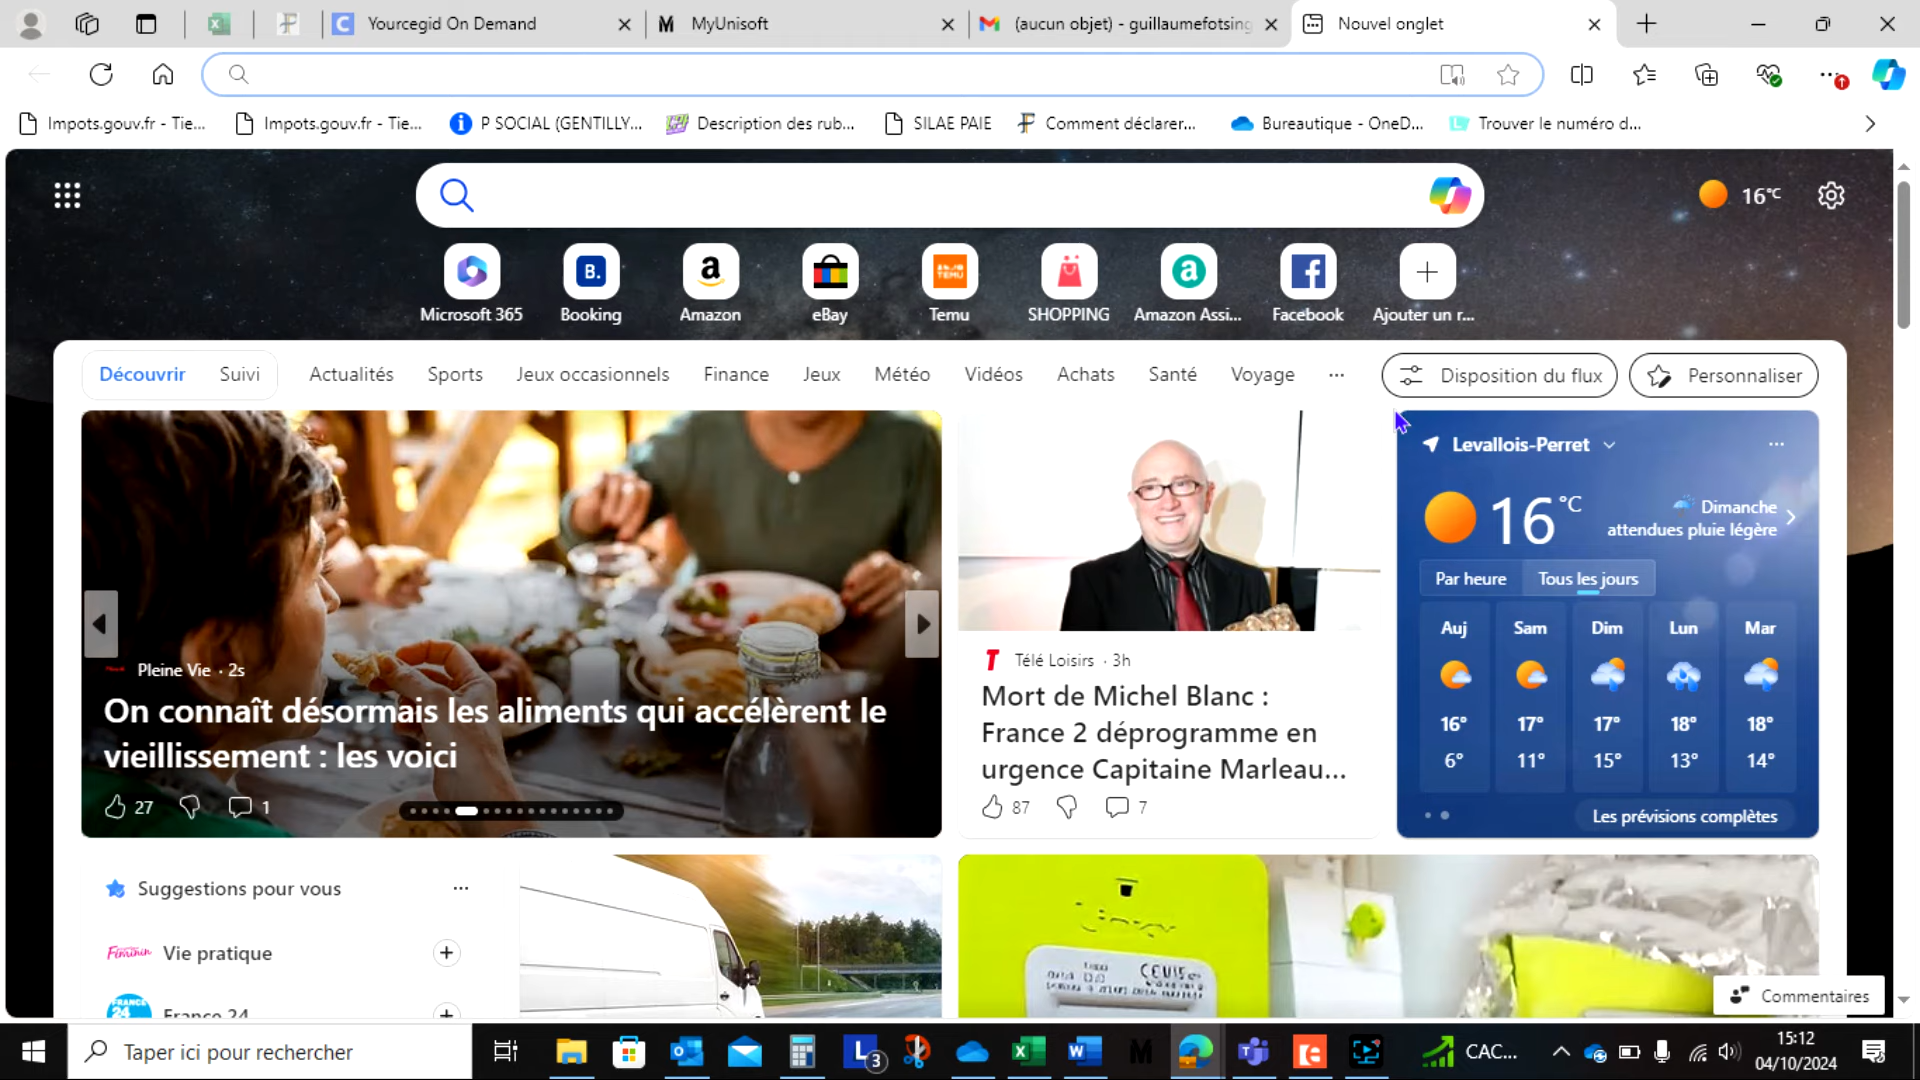 Yourcegid On Demand
MyUnisoft
(aucun objet) - guillaumefotsing
Nouvel onglet
Impots.gouv.fr - Tie...
Impots.gouv.fr - Tie...
P SOCIAL (GENTILLY...
Description des rub...
SILAE PAIE
Comment déclarer...
Bureautique - OneD...
Trouver le numéro d...
16°C
Microsoft 365
Booking
Amazon
eBay
Temu
SHOPPING
Amazon Assi...
Facebook
Ajouter un r...
Découvrir
Suivi
Actualités
Sports
Jeux occasionnels
Finance
Jeux
Météo
Vidéos
Achats
Santé
Voyage
Disposition du flux
Personnaliser
Pleine Vie · 2s
On connaît désormais les aliments qui accélèrent le
vieillissement : les voici
27
1
Télé Loisirs · 3h
Mort de Michel Blanc :
France 2 déprogramme en
urgence Capitaine Marleau...
87
7
Levallois-Perret
16°C
Dimanche
attendues pluie légère
Par heure
Tous les jours
Auj Sam Dim Lun Mar
16° 17° 17° 18° 18°
6° 11° 15° 13° 14°
Les prévisions complètes
Suggestions pour vous
Féminin
Vie pratique
FRANCE 24
France 24
Commentaires
Taper ici pour rechercher
3
CAC...
15:12
04/10/2024